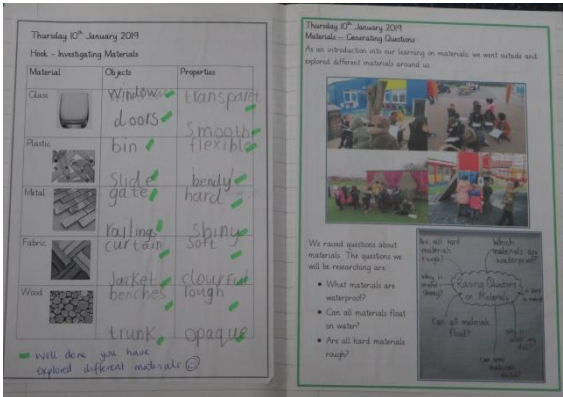 Thursday 10th January 2019
Hook - Investigating Materials
Material Objects Properties
Glass window transparet
doors smooth
Plastic bin flexible
slide bendy
Metal gate hard
railings shiny
Fabric curtain soft
Jacket clourful
Wood benches rough
trunk opaque
Well done you have
explored different materials
Thursday 10th January 2019
Materials – Generating Questions
As an introduction into our learning on materials, we went outside and
explored different materials around us.
We raised questions about
materials. The questions we
will be researching are:
• What materials are
waterproof?
• Can all materials float
on water?
• Are all hard materials
rough?
Are all hard
materials
rough?
Which
materials are
waterproof?
Raising Questions
on Materials
Can all materials
float?